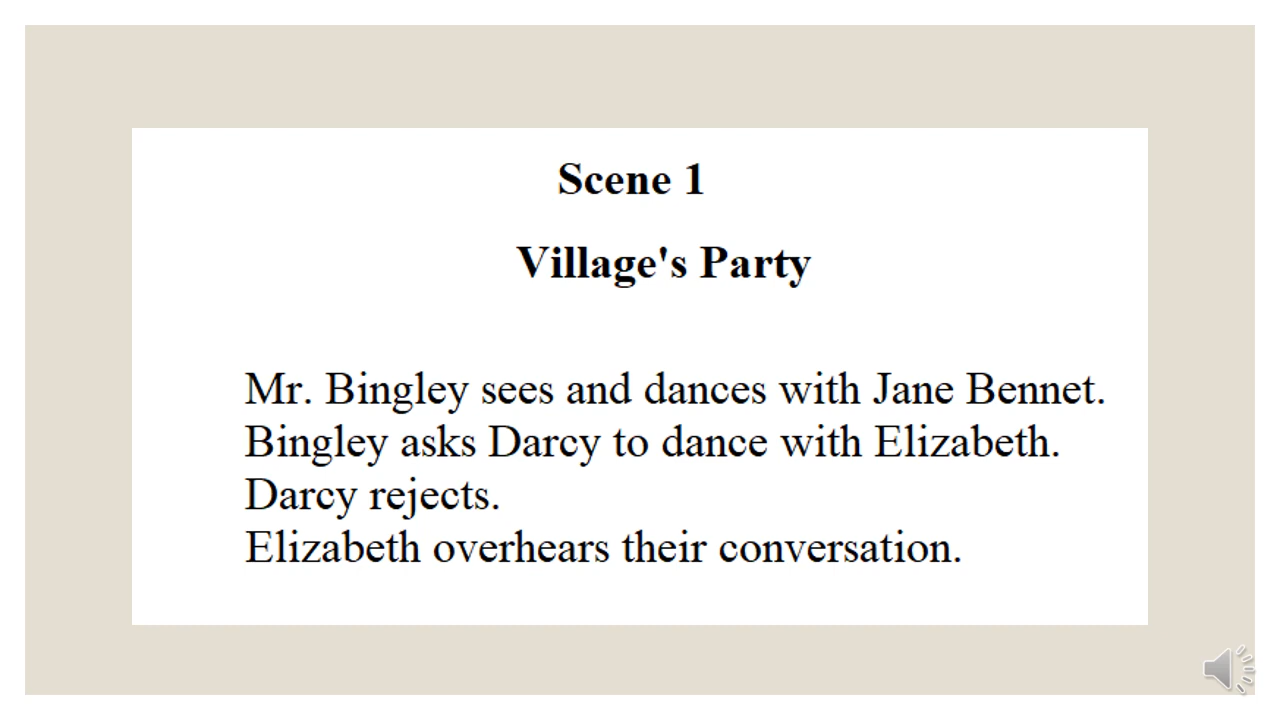 Scene 1
Village's Party
Mr. Bingley sees and dances with Jane Bennet.
Bingley asks Darcy to dance with Elizabeth.
Darcy rejects.
Elizabeth overhears their conversation.